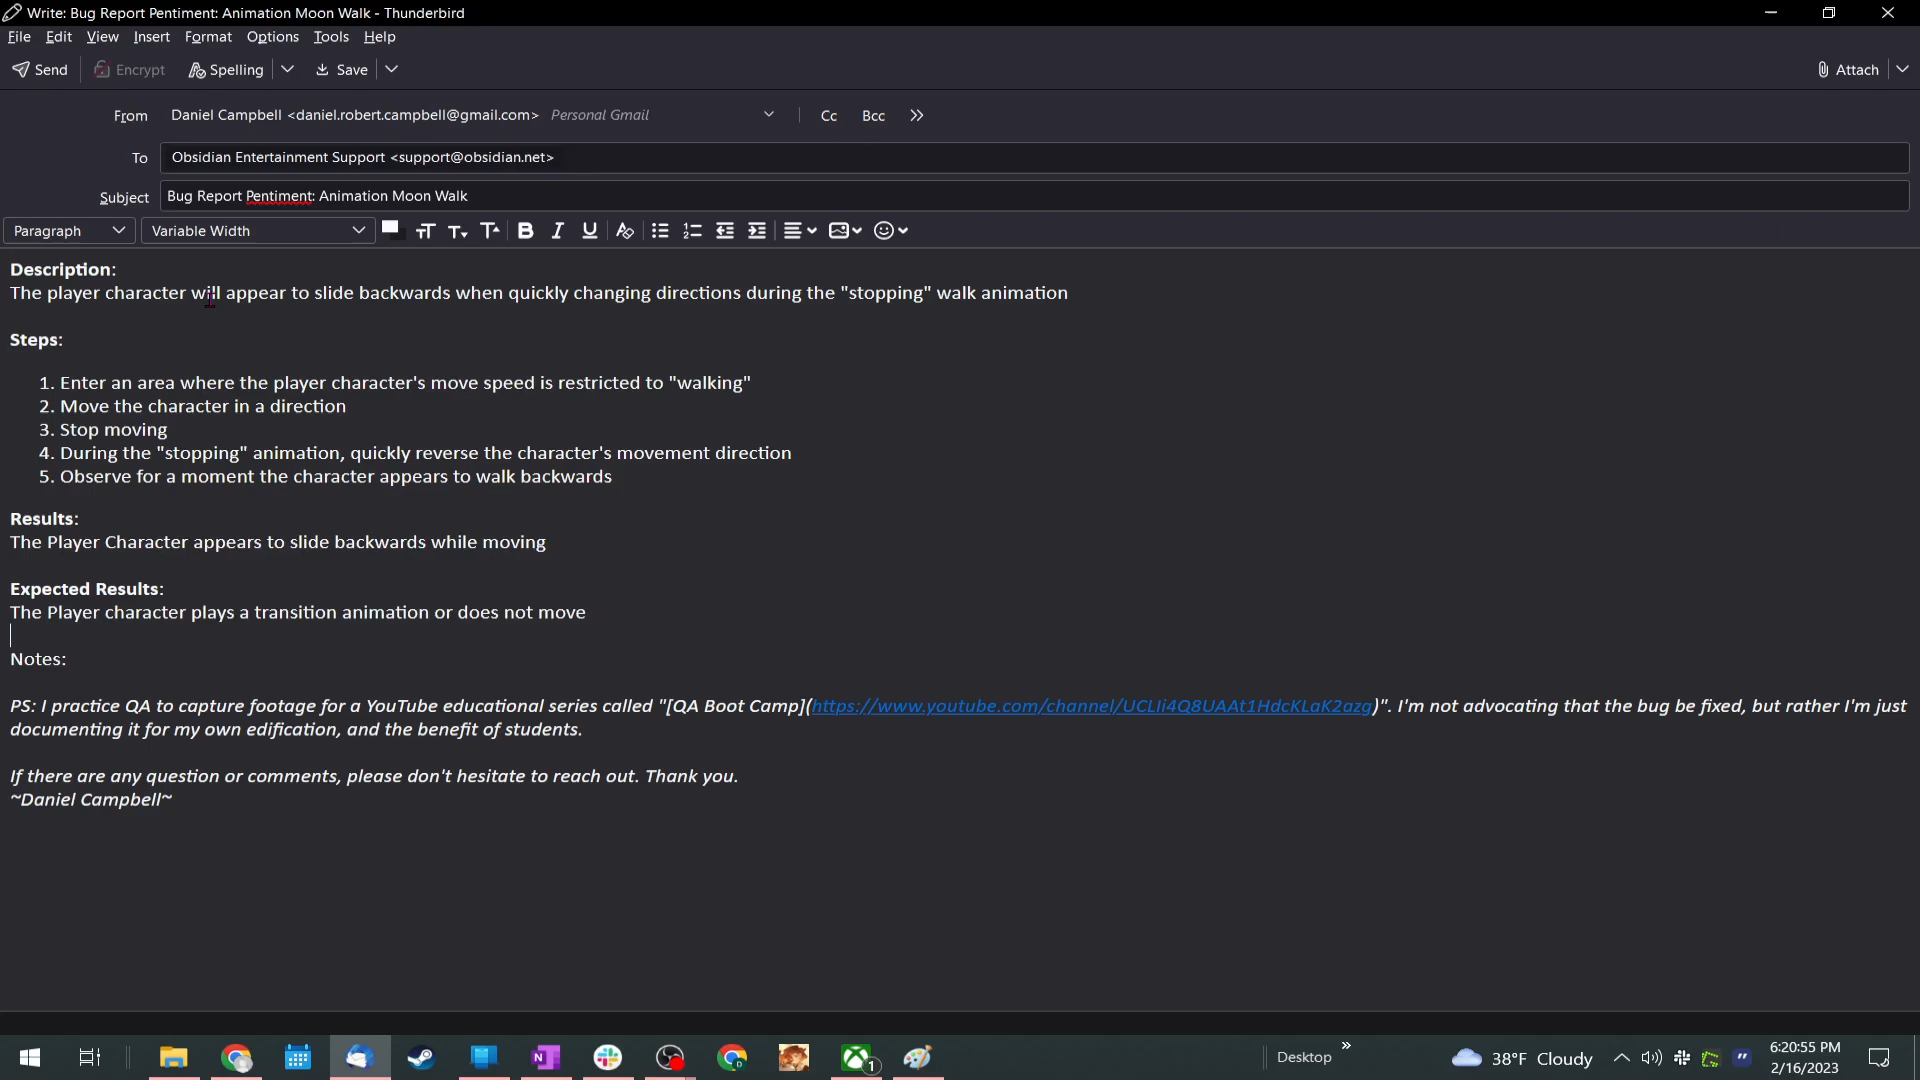 Write: Bug Report Pentiment: Animation Moon Walk - Thunderbird
File Edit View Insert Format Options Tools Help
Send Encrypt Spelling Save Attach
From Daniel Campbell <daniel.robert.campbell@gmail.com> Personal Gmail Cc Bcc
To Obsidian Entertainment Support <support@obsidian.net>
Subject Bug Report Pentiment: Animation Moon Walk
Paragraph Variable Width
Description:
The player character will appear to slide backwards when quickly changing directions during the "stopping" walk animation
Steps:
1. Enter an area where the player character's move speed is restricted to "walking"
2. Move the character in a direction
3. Stop moving
4. During the "stopping" animation, quickly reverse the character's movement direction
5. Observe for a moment the character appears to walk backwards
Results:
The Player Character appears to slide backwards while moving
Expected Results:
The Player character plays a transition animation or does not move
Notes:
PS: I practice QA to capture footage for a YouTube educational series called "[QA Boot Camp](https://www.youtube.com/channel/UCLIi4Q8UAAt1HdcKLaK2azg)". I'm not advocating that the bug be fixed, but rather I'm just
documenting it for my own edification, and the benefit of students.
If there are any question or comments, please don't hesitate to reach out. Thank you.
~Daniel Campbell~
Desktop 38°F Cloudy 6:20:55 PM
2/16/2023